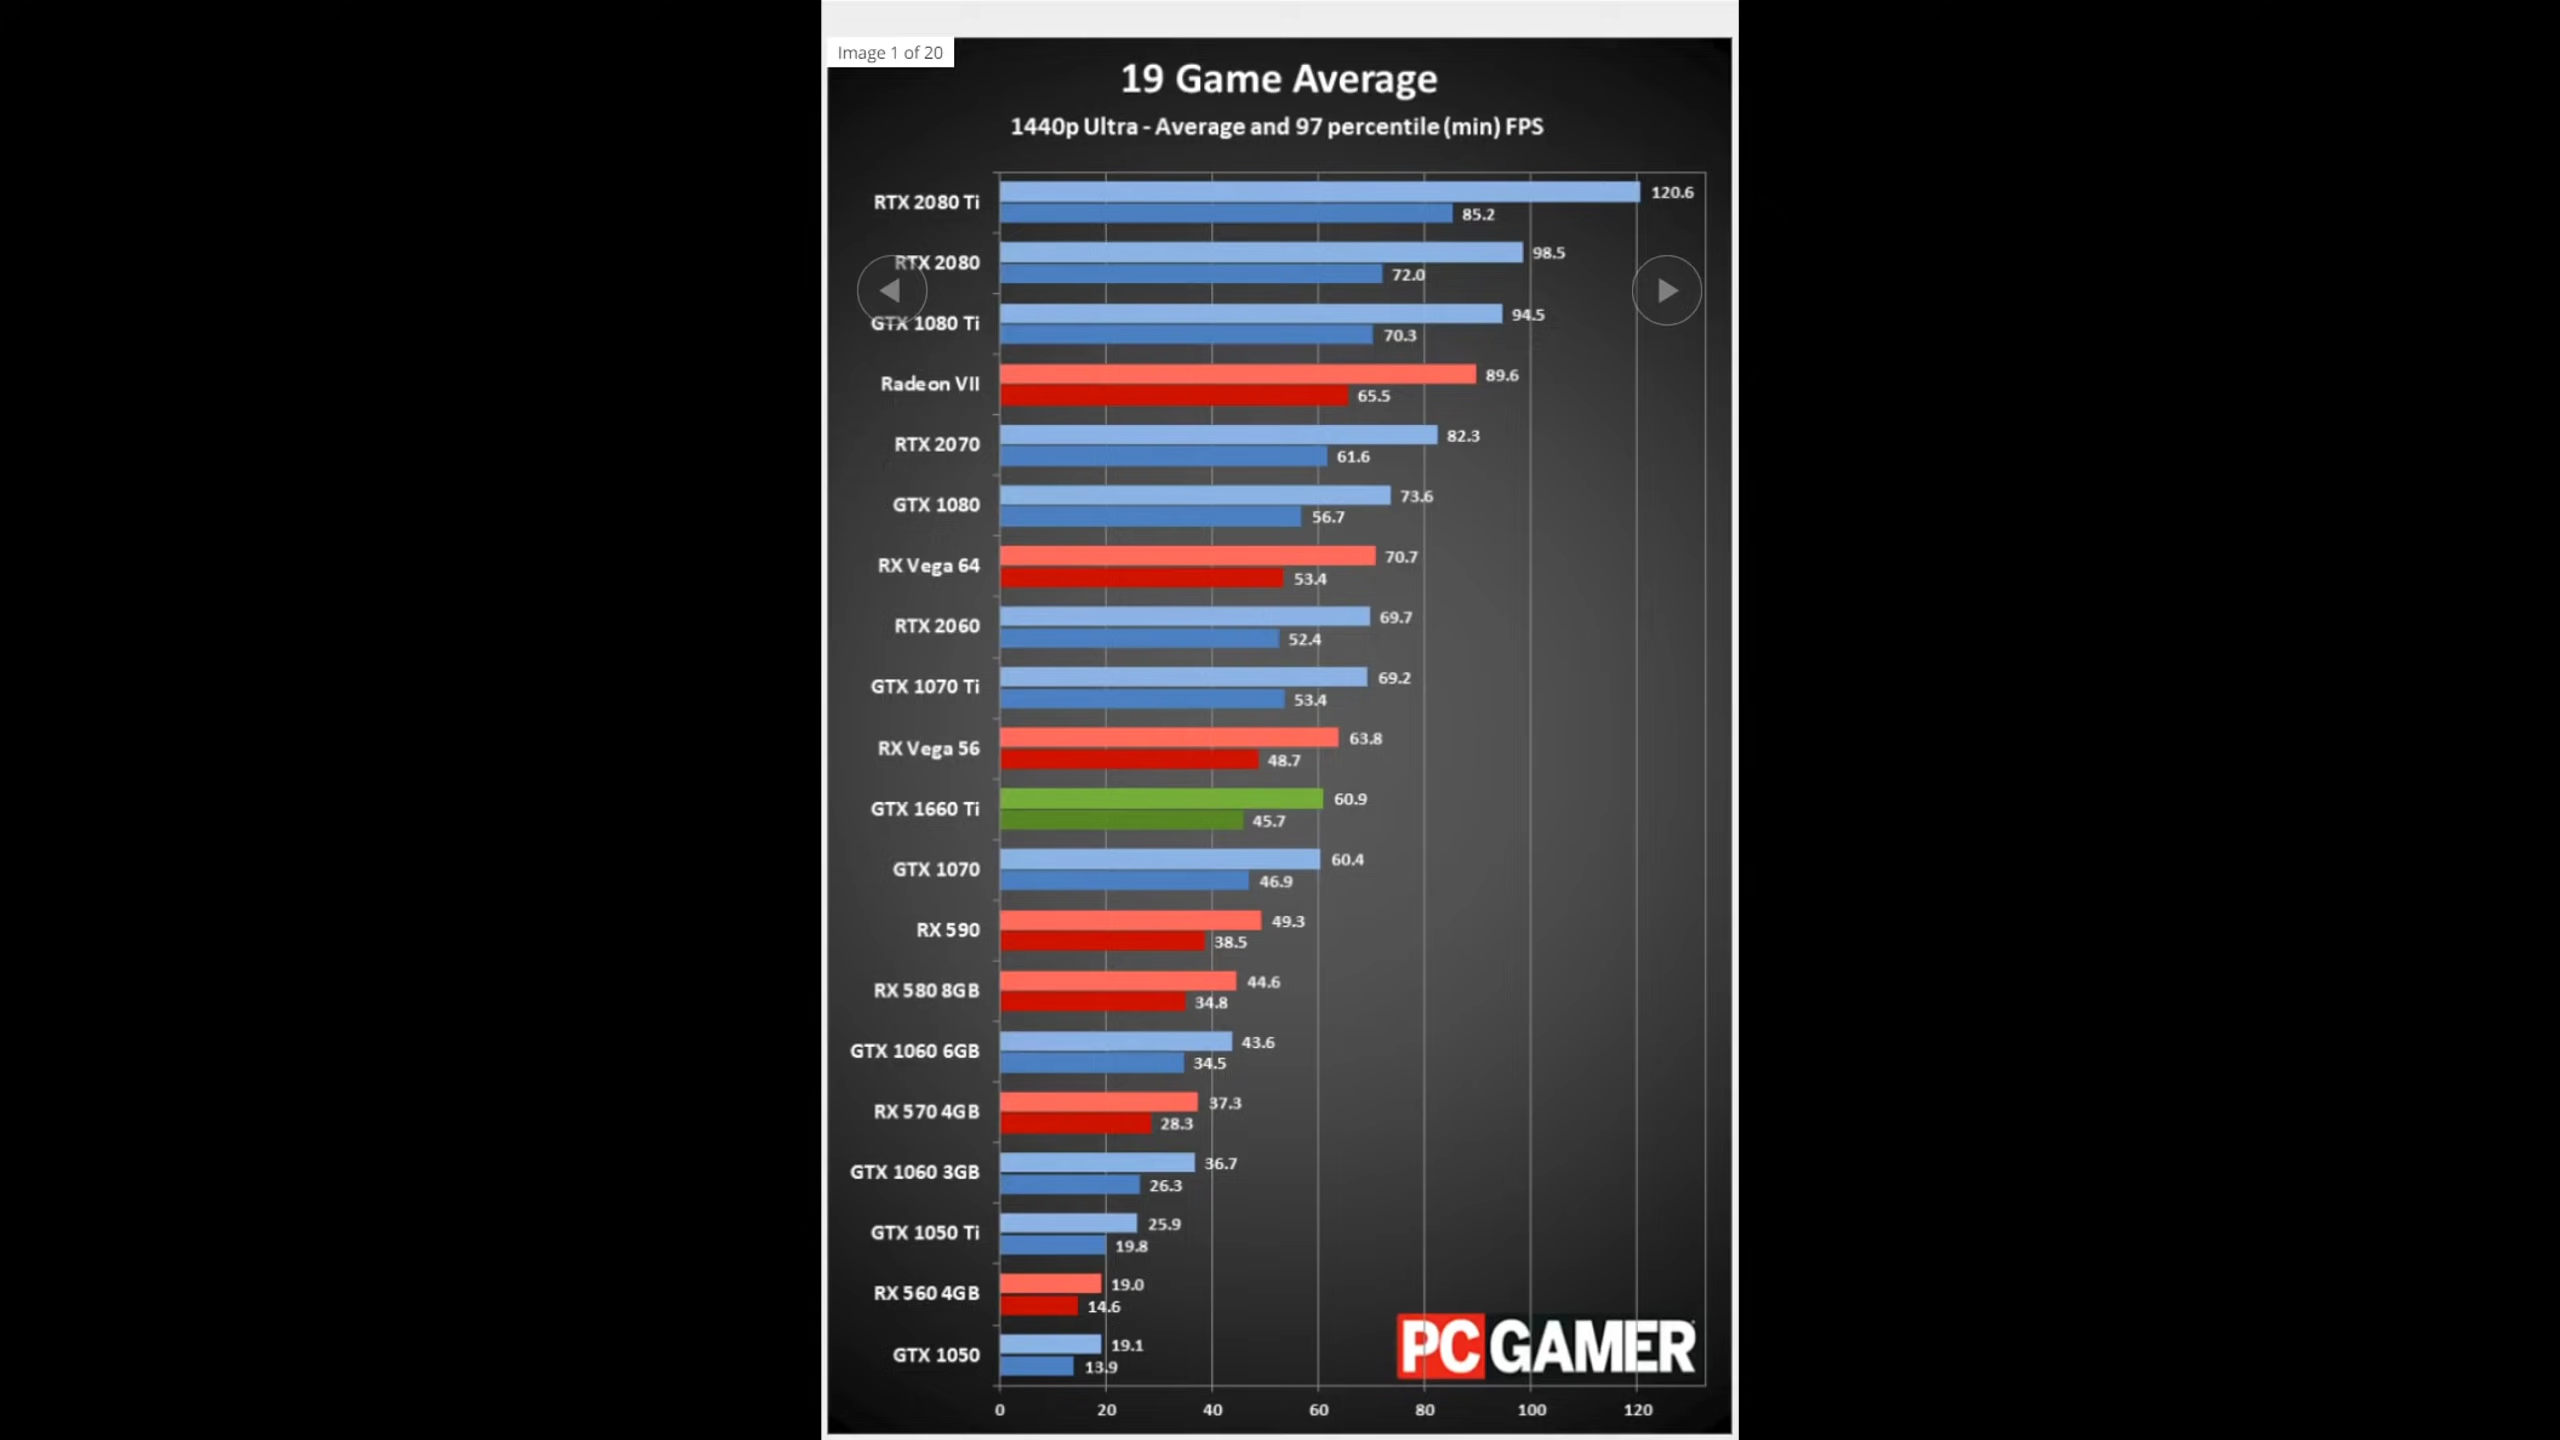 Image 1 of 20
19 Game Average
1440p Ultra - Average and 97 percentile (min) FPS
RTX 2080 Ti 120.6
85.2
RTX 2080 98.5
72.0
GTX 1080 Ti 94.5
70.3
Radeon VII 89.6
65.5
RTX 2070 82.3
61.6
GTX 1080 73.6
56.7
RX Vega 64 70.7
53.4
RTX 2060 69.7
52.4
GTX 1070 Ti 69.2
53.4
RX Vega 56 63.8
48.7
GTX 1660 Ti 60.9
45.7
GTX 1070 60.4
46.9
RX 590 49.3
38.5
RX 580 8GB 44.6
34.8
GTX 1060 6GB 43.6
34.5
RX 570 4GB 37.3
28.3
GTX 1060 3GB 36.7
26.3
GTX 1050 Ti 25.9
19.8
RX 560 4GB 19.0
14.6
GTX 1050 19.1
13.9
PC GAMER
0 20 40 60 80 100 120